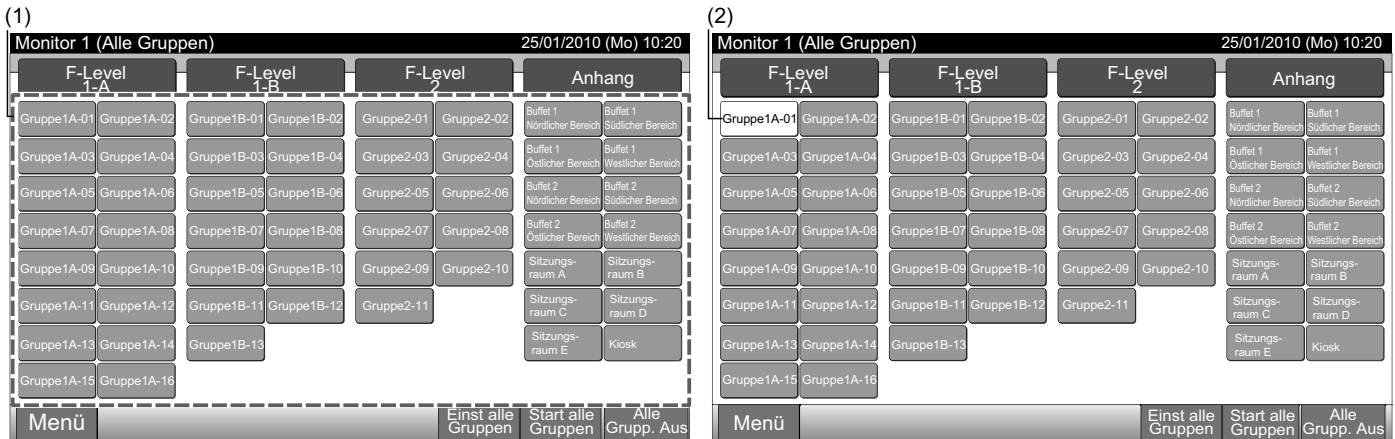 (1)
Monitor 1 (Alle Gruppen) 25/01/2010 (Mo) 10:20
F-Level 1-A
F-Level 1-B
F-Level 2
Anhang
Gruppe1A-01 Gruppe1A-02 Gruppe1B-01 Gruppe1B-02 Gruppe2-01 Gruppe2-02 Buffet 1 Nördlicher Bereich Buffet 1 Südlicher Bereich
Gruppe1A-03 Gruppe1A-04 Gruppe1B-03 Gruppe1B-04 Gruppe2-03 Gruppe2-04 Buffet 1 Östlicher Bereich Buffet 1 Westlicher Bereich
Gruppe1A-05 Gruppe1A-06 Gruppe1B-05 Gruppe1B-06 Gruppe2-05 Gruppe2-06 Buffet 2 Nördlicher Bereich Buffet 2 Südlicher Bereich
Gruppe1A-07 Gruppe1A-08 Gruppe1B-07 Gruppe1B-08 Gruppe2-07 Gruppe2-08 Buffet 2 Östlicher Bereich Buffet 2 Westlicher Bereich
Gruppe1A-09 Gruppe1A-10 Gruppe1B-09 Gruppe1B-10 Gruppe2-09 Gruppe2-10 Sitzungs-raum A Sitzungs-raum B
Gruppe1A-11 Gruppe1A-12 Gruppe1B-11 Gruppe1B-12 Gruppe2-11 Sitzungs-raum C Sitzungs-raum D
Gruppe1A-13 Gruppe1A-14 Gruppe1B-13 Sitzungs-raum E Kiosk
Gruppe1A-15 Gruppe1A-16
Menü Einst alle Gruppen Start alle Gruppen Alle Grupp. Aus
(2)
Monitor 1 (Alle Gruppen) 25/01/2010 (Mo) 10:20
F-Level 1-A
F-Level 1-B
F-Level 2
Anhang
Gruppe1A-01 Gruppe1A-02 Gruppe1B-01 Gruppe1B-02 Gruppe2-01 Gruppe2-02 Buffet 1 Nördlicher Bereich Buffet 1 Südlicher Bereich
Gruppe1A-03 Gruppe1A-04 Gruppe1B-03 Gruppe1B-04 Gruppe2-03 Gruppe2-04 Buffet 1 Östlicher Bereich Buffet 1 Westlicher Bereich
Gruppe1A-05 Gruppe1A-06 Gruppe1B-05 Gruppe1B-06 Gruppe2-05 Gruppe2-06 Buffet 2 Nördlicher Bereich Buffet 2 Südlicher Bereich
Gruppe1A-07 Gruppe1A-08 Gruppe1B-07 Gruppe1B-08 Gruppe2-07 Gruppe2-08 Buffet 2 Östlicher Bereich Buffet 2 Westlicher Bereich
Gruppe1A-09 Gruppe1A-10 Gruppe1B-09 Gruppe1B-10 Gruppe2-09 Gruppe2-10 Sitzungs-raum A Sitzungs-raum B
Gruppe1A-11 Gruppe1A-12 Gruppe1B-11 Gruppe1B-12 Gruppe2-11 Sitzungs-raum C Sitzungs-raum D
Gruppe1A-13 Gruppe1A-14 Gruppe1B-13 Sitzungs-raum E Kiosk
Gruppe1A-15 Gruppe1A-16
Menü Einst alle Gruppen Start alle Gruppen Alle Grupp. Aus